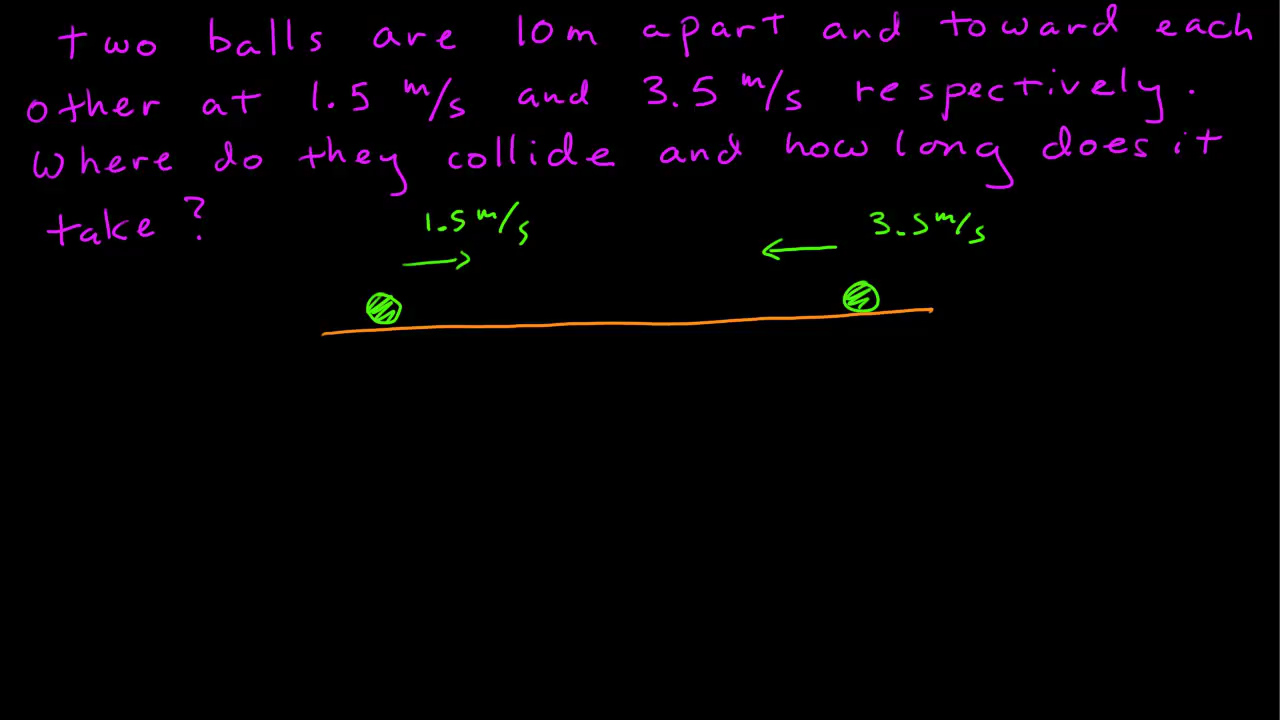 two balls are 10m apart and toward each
other at 1.5 m/s and 3.5 m/s respectively.
Where do they collide and how long does it
take?
1.5 m/s
3.5 m/s